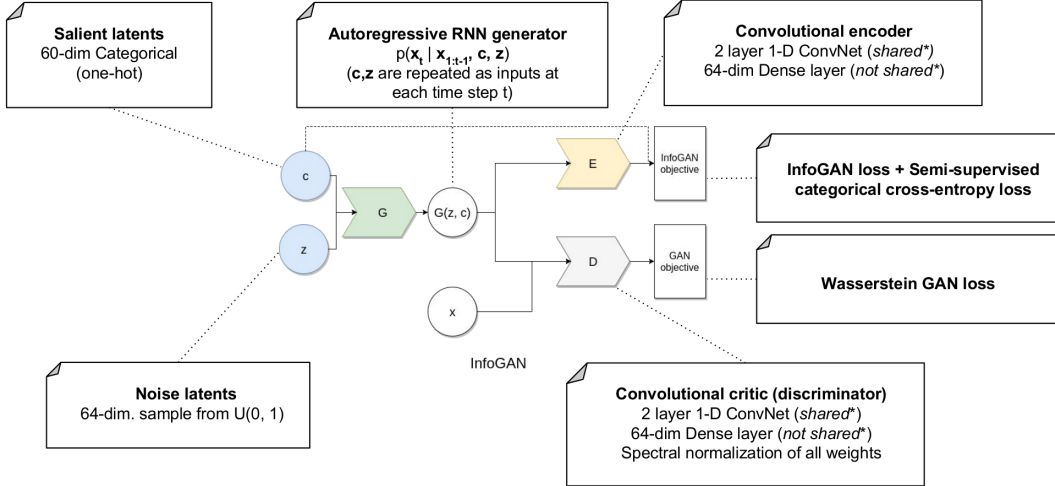 Salient latents
60-dim Categorical
(one-hot)
Autoregressive RNN generator
p(x_t | x_{1:t-1}, c, z)
(c,z are repeated as inputs at
each time step t)
Convolutional encoder
2 layer 1-D ConvNet (shared*)
64-dim Dense layer (not shared*)
c
z
G
G(z, c)
x
E
D
InfoGAN
objective
GAN
objective
InfoGAN loss + Semi-supervised
categorical cross-entropy loss
Wasserstein GAN loss
InfoGAN
Noise latents
64-dim. sample from U(0, 1)
Convolutional critic (discriminator)
2 layer 1-D ConvNet (shared*)
64-dim Dense layer (not shared*)
Spectral normalization of all weights